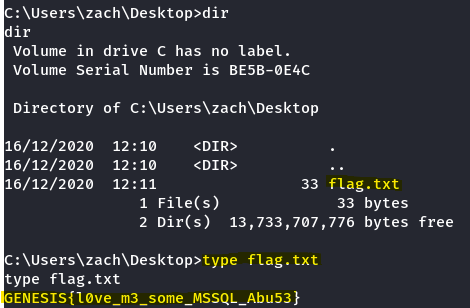 C:\Users\zach\Desktop>dir
dir
 Volume in drive C has no label.
 Volume Serial Number is BE5B-0E4C

 Directory of C:\Users\zach\Desktop

16/12/2020  12:10    <DIR>          .
16/12/2020  12:10    <DIR>          ..
16/12/2020  12:11                33 flag.txt
               1 File(s)             33 bytes
               2 Dir(s)  13,733,707,776 bytes free

C:\Users\zach\Desktop>type flag.txt
type flag.txt
GENESIS{l0ve_m3_some_MSSQL_Abu53}